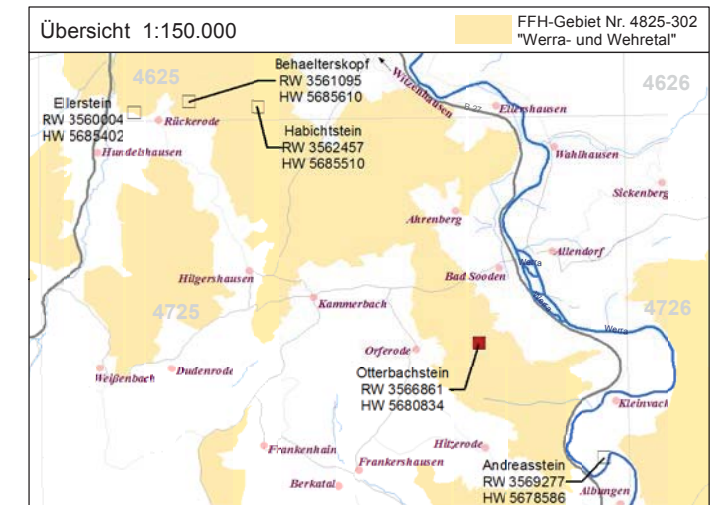 Übersicht 1:150.000
FFH-Gebiet Nr. 4825-302
"Werra- und Wehretal"
4625
4626
Behaelterskopf
RW 3561095
HW 5685610
Witzenhausen
Ellerstein
RW 3560004
HW 5685402
Rückerode
Habichtstein
RW 3562457
HW 5685510
B 27
Ellershausen
Hundelshausen
Wahlhausen
Sickenberg
Ahrenberg
Allendorf
Werra
Bad Sooden
Hilgershausen
Werra
Kammerbach
4725
4726
Werra
Orferode
Otterbachstein
RW 3566861
HW 5680834
Weißenbach
Dudenrode
Kleinvach
Frankenhain
Hitzerode
Frankershausen
Andreasstein
RW 3569277
HW 5678586
Berkatal
Albungen